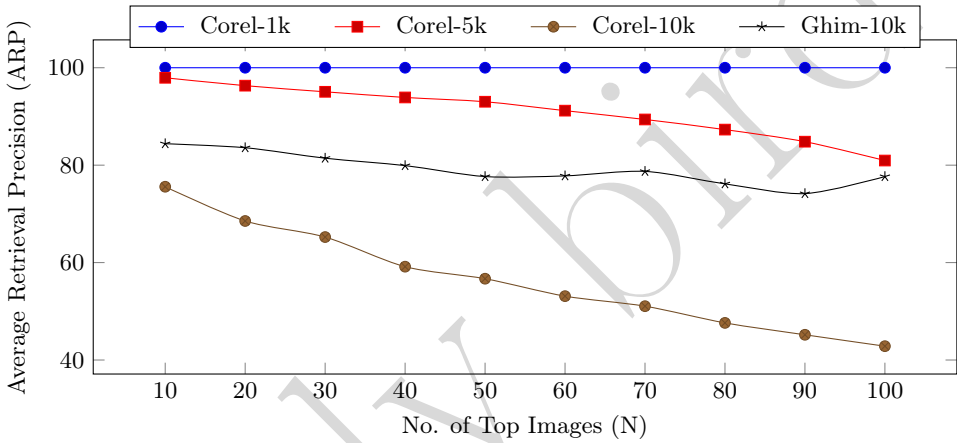 Corel-1k Corel-5k Corel-10k Ghim-10k
Average Retrieval Precision (ARP)
100
80
60
40
10 20 30 40 50 60 70 80 90 100
No. of Top Images (N)